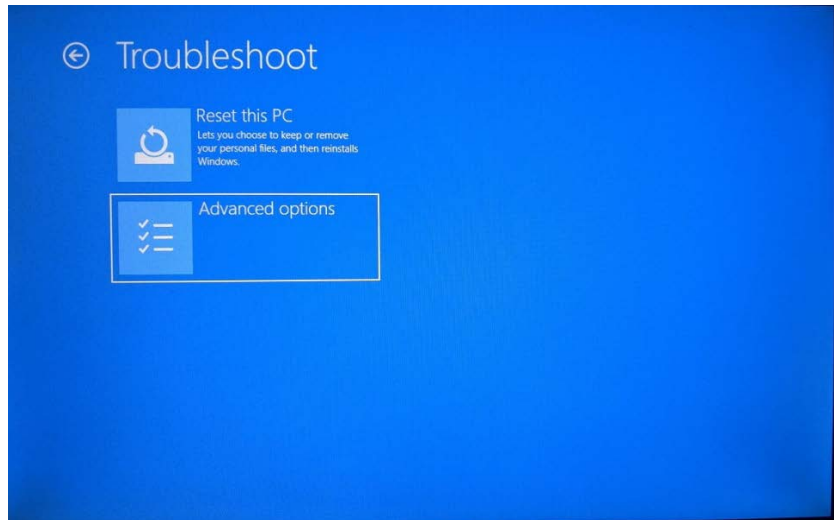 Troubleshoot
Reset this PC
Lets you choose to keep or remove
your personal files, and then reinstalls
Windows.
Advanced options